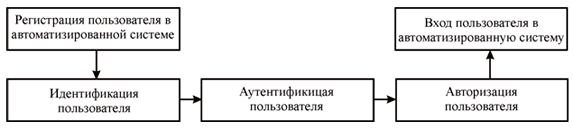 Регистрация пользователя в
автоматизированной системе
Идентификация
пользователя
Аутентификицая
пользователя
Авторизация
пользователя
Вход пользователя в
автоматизированную систему